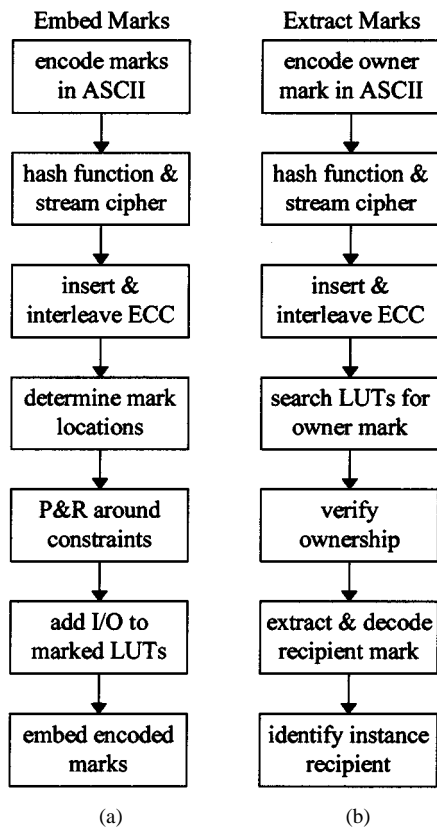 Embed Marks
encode marks
in ASCII
hash function &
stream cipher
insert &
interleave ECC
determine mark
locations
P&R around
constraints
add I/O to
marked LUTs
embed encoded
marks
(a)
Extract Marks
encode owner
mark in ASCII
hash function &
stream cipher
insert &
interleave ECC
search LUTs for
owner mark
verify
ownership
extract & decode
recipient mark
identify instance
recipient
(b)